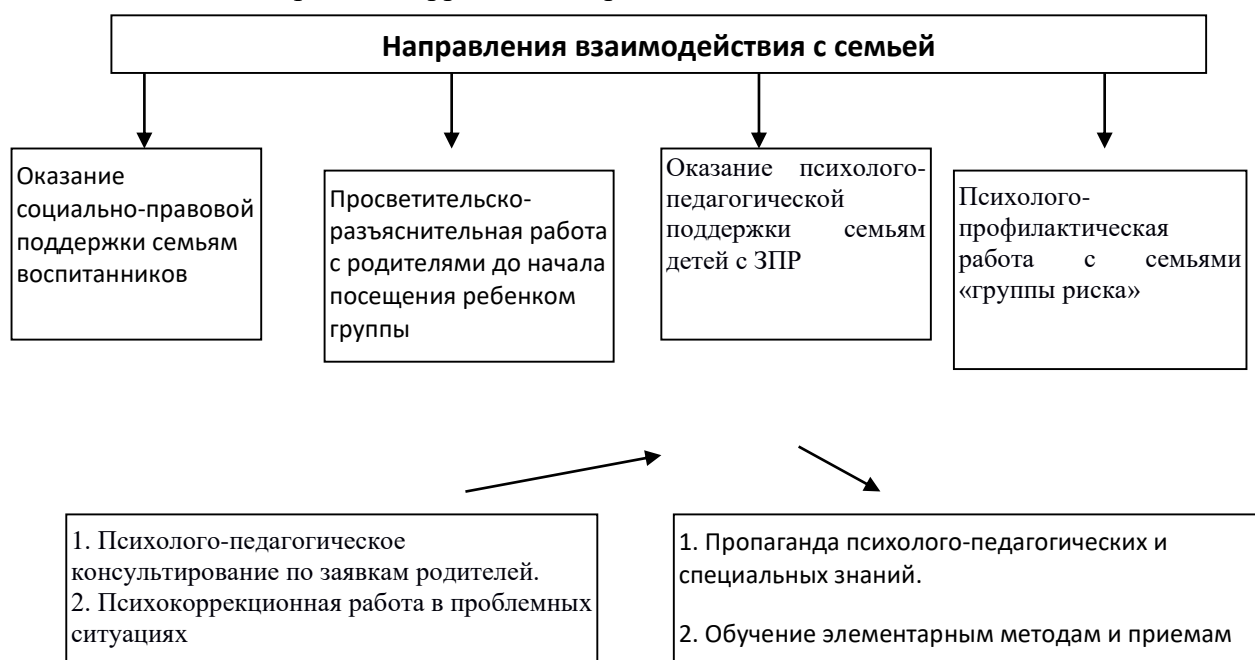 Направления взаимодействия с семьей
Оказание
социально-правовой
поддержки семьям
воспитанников
Просветительско-
разъяснительная работа
с родителями до начала
посещения ребенком
группы
Оказание психолого-
педагогической
поддержки семьям
детей с ЗПР
Психолого-
профилактическая
работа с семьями
«группы риска»
1. Психолого-педагогическое
консультирование по заявкам родителей.
2. Психокоррекционная работа в проблемных
ситуациях
1. Пропаганда психолого-педагогических и
специальных знаний.
2. Обучение элементарным методам и приемам